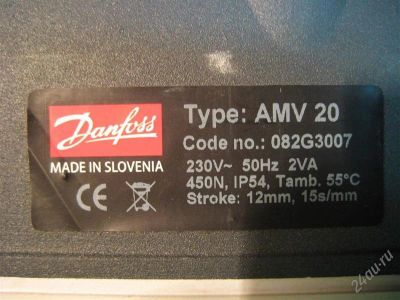 Danfoss
MADE IN SLOVENIA
CE
Type: AMV 20
Code no.: 082G3007
230V~ 50Hz 2VA
450N, IP54, Tamb. 55°C
Stroke: 12mm, 15s/mm
24au.ru